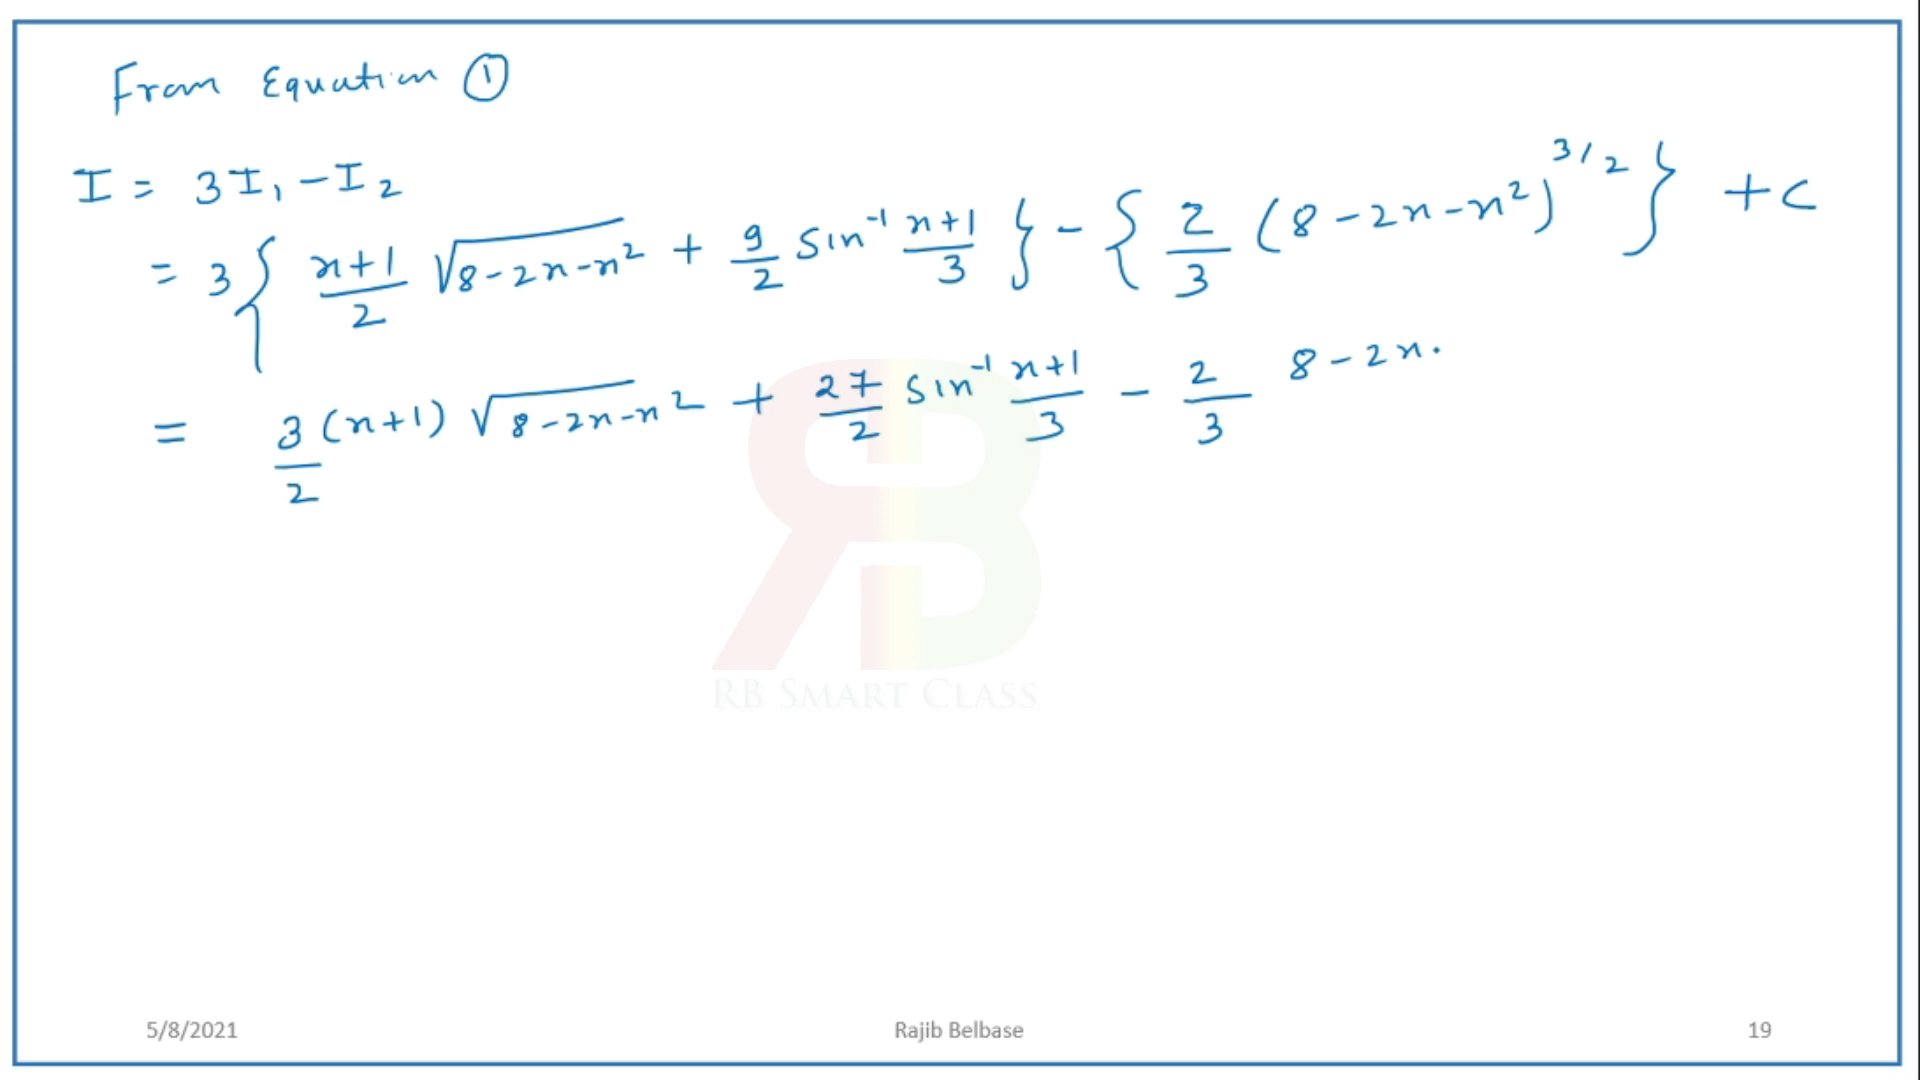 From Equation ①
I = 3I₁ - I₂
= 3{ x+1/2 √8-2x-x² + 9/2 sin⁻¹ x+1/3 } - { 2/3 (8-2x-x²)^3/2 } + c
= 3/2 (x+1) √8-2x-x² + 27/2 sin⁻¹ x+1/3 - 2/3 8-2x.
RB SMART CLASS
5/8/2021 Rajib Belbase 19